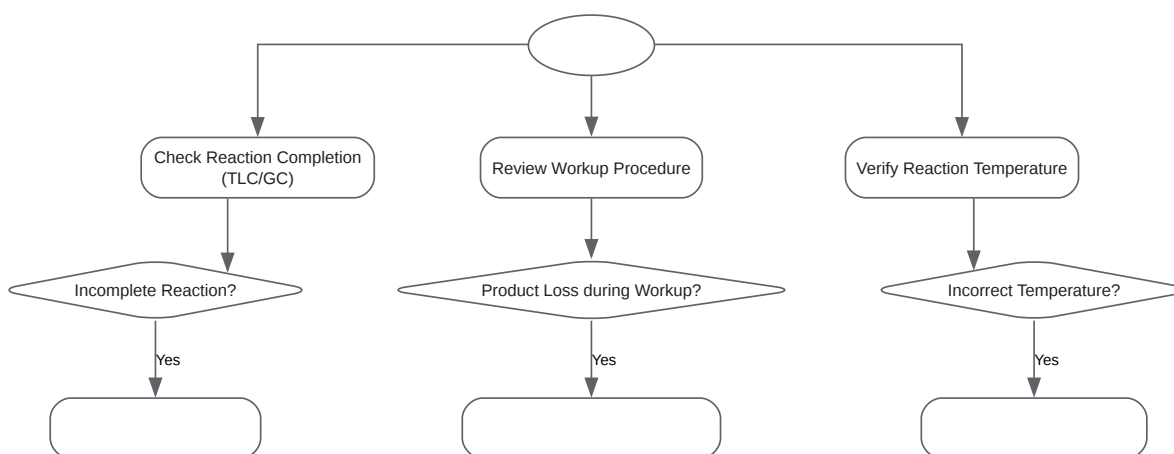 Check Reaction Completion
(TLC/GC)
Review Workup Procedure
Verify Reaction Temperature
Incomplete Reaction?
Product Loss during Workup?
Incorrect Temperature?
Yes
Yes
Yes